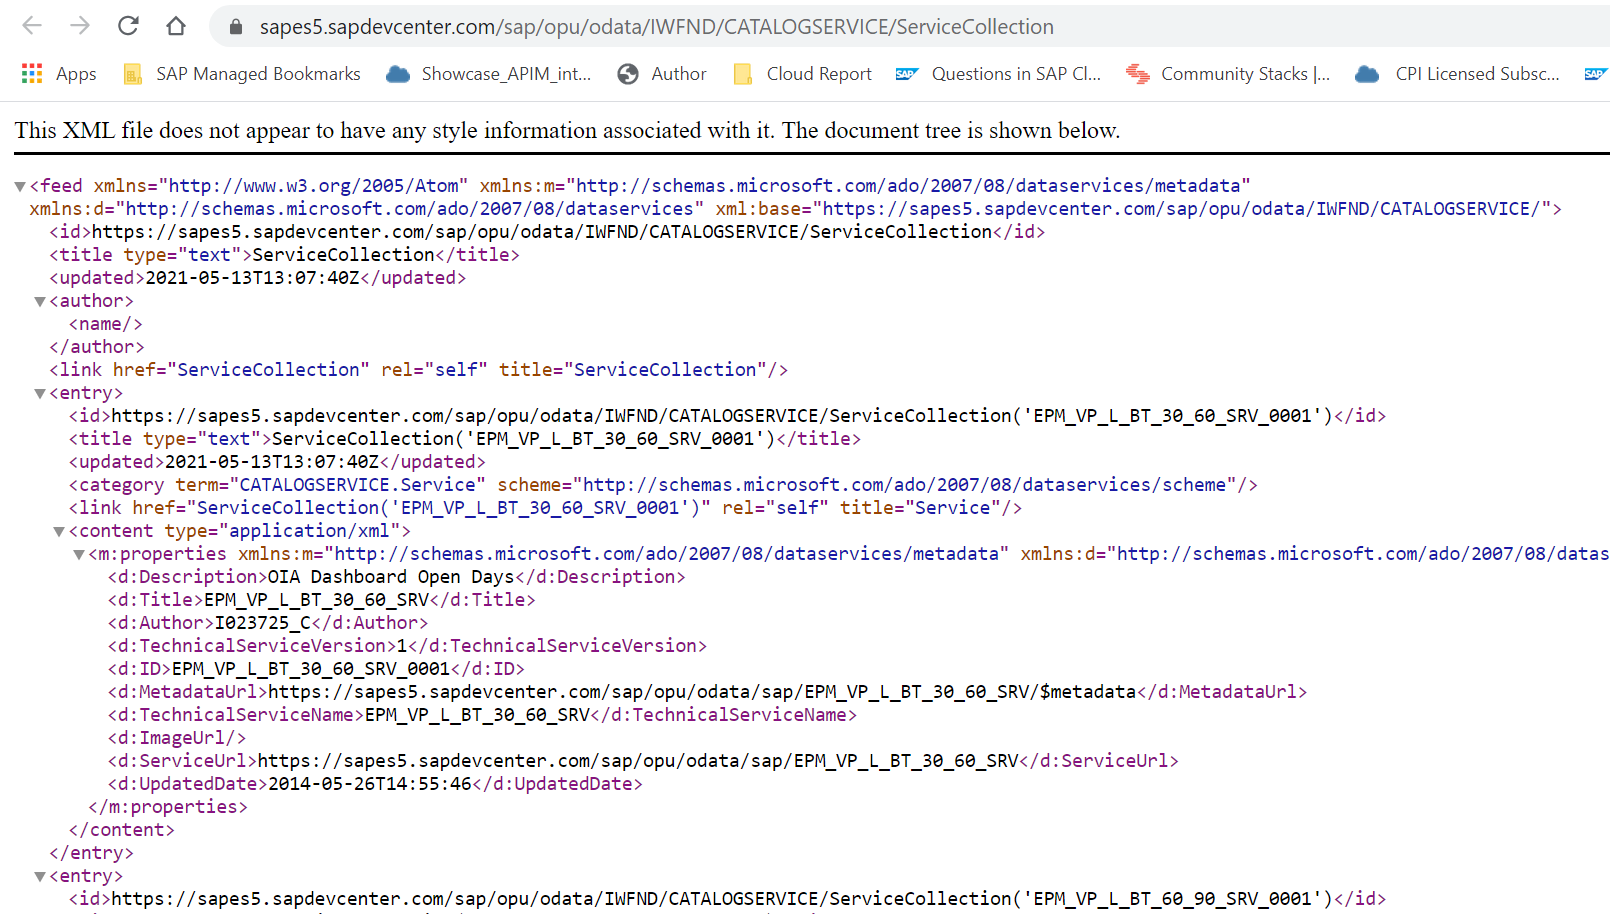 sapes5.sapdevcenter.com/sap/opu/odata/IWFND/CATALOGSERVICE/ServiceCollection
Apps SAP Managed Bookmarks Showcase_APIM_int... Author Cloud Report SAP Questions in SAP Cl... Community Stacks |... CPI Licensed Subsc... SAP
This XML file does not appear to have any style information associated with it. The document tree is shown below.
<feed xmlns="http://www.w3.org/2005/Atom" xmlns:m="http://schemas.microsoft.com/ado/2007/08/dataservices/metadata"
xmlns:d="http://schemas.microsoft.com/ado/2007/08/dataservices" xml:base="https://sapes5.sapdevcenter.com/sap/opu/odata/IWFND/CATALOGSERVICE/">
<id>https://sapes5.sapdevcenter.com/sap/opu/odata/IWFND/CATALOGSERVICE/ServiceCollection</id>
<title type="text">ServiceCollection</title>
<updated>2021-05-13T13:07:40Z</updated>
<author>
<name/>
</author>
<link href="ServiceCollection" rel="self" title="ServiceCollection"/>
<entry>
<id>https://sapes5.sapdevcenter.com/sap/opu/odata/IWFND/CATALOGSERVICE/ServiceCollection('EPM_VP_L_BT_30_60_SRV_0001')</id>
<title type="text">ServiceCollection('EPM_VP_L_BT_30_60_SRV_0001')</title>
<updated>2021-05-13T13:07:40Z</updated>
<category term="CATALOGSERVICE.Service" scheme="http://schemas.microsoft.com/ado/2007/08/dataservices/scheme"/>
<link href="ServiceCollection('EPM_VP_L_BT_30_60_SRV_0001')" rel="self" title="Service"/>
<content type="application/xml">
<m:properties xmlns:m="http://schemas.microsoft.com/ado/2007/08/dataservices/metadata" xmlns:d="http://schemas.microsoft.com/ado/2007/08/datas
<d:Description>OIA Dashboard Open Days</d:Description>
<d:Title>EPM_VP_L_BT_30_60_SRV</d:Title>
<d:Author>I023725_C</d:Author>
<d:TechnicalServiceVersion>1</d:TechnicalServiceVersion>
<d:ID>EPM_VP_L_BT_30_60_SRV_0001</d:ID>
<d:MetadataUrl>https://sapes5.sapdevcenter.com/sap/opu/odata/sap/EPM_VP_L_BT_30_60_SRV/$metadata</d:MetadataUrl>
<d:TechnicalServiceName>EPM_VP_L_BT_30_60_SRV</d:TechnicalServiceName>
<d:ImageUrl/>
<d:ServiceUrl>https://sapes5.sapdevcenter.com/sap/opu/odata/sap/EPM_VP_L_BT_30_60_SRV</d:ServiceUrl>
<d:UpdatedDate>2014-05-26T14:55:46</d:UpdatedDate>
</m:properties>
</content>
</entry>
<entry>
<id>https://sapes5.sapdevcenter.com/sap/opu/odata/IWFND/CATALOGSERVICE/ServiceCollection('EPM_VP_L_BT_60_90_SRV_0001')</id>